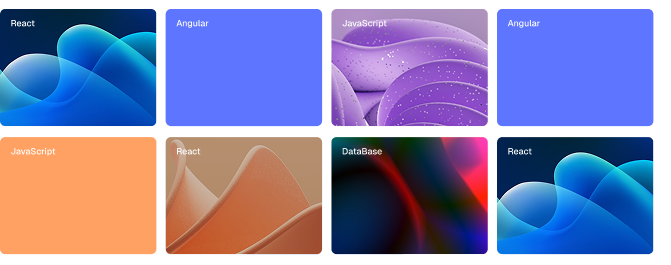 React
Angular
JavaScript
Angular
JavaScript
React
DataBase
React